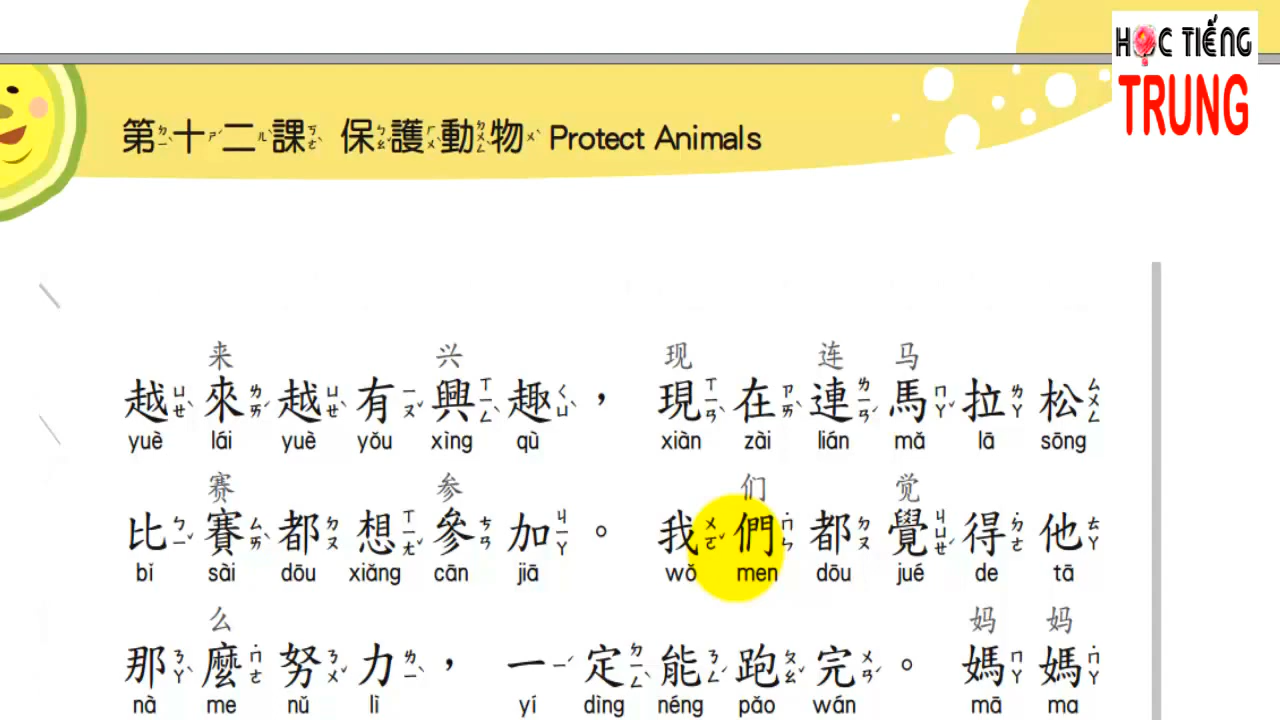 HỌC TIẾNG
TRUNG
第十二課 保護動物 Protect Animals
来 兴 现 连 马
越來越有興趣，現在連馬拉松
yuè lái yuè yǒu xìng qù xiàn zài lián mǎ lā sōng
赛 参 们 觉
比賽都想參加。我們都覺得他
bǐ sài dōu xiǎng cān jiā wǒ men dōu jué de tā
么 妈 妈
那麼努力，一定能跑完。媽媽
nà me nǔ lì yí dìng néng pǎo wán mā ma